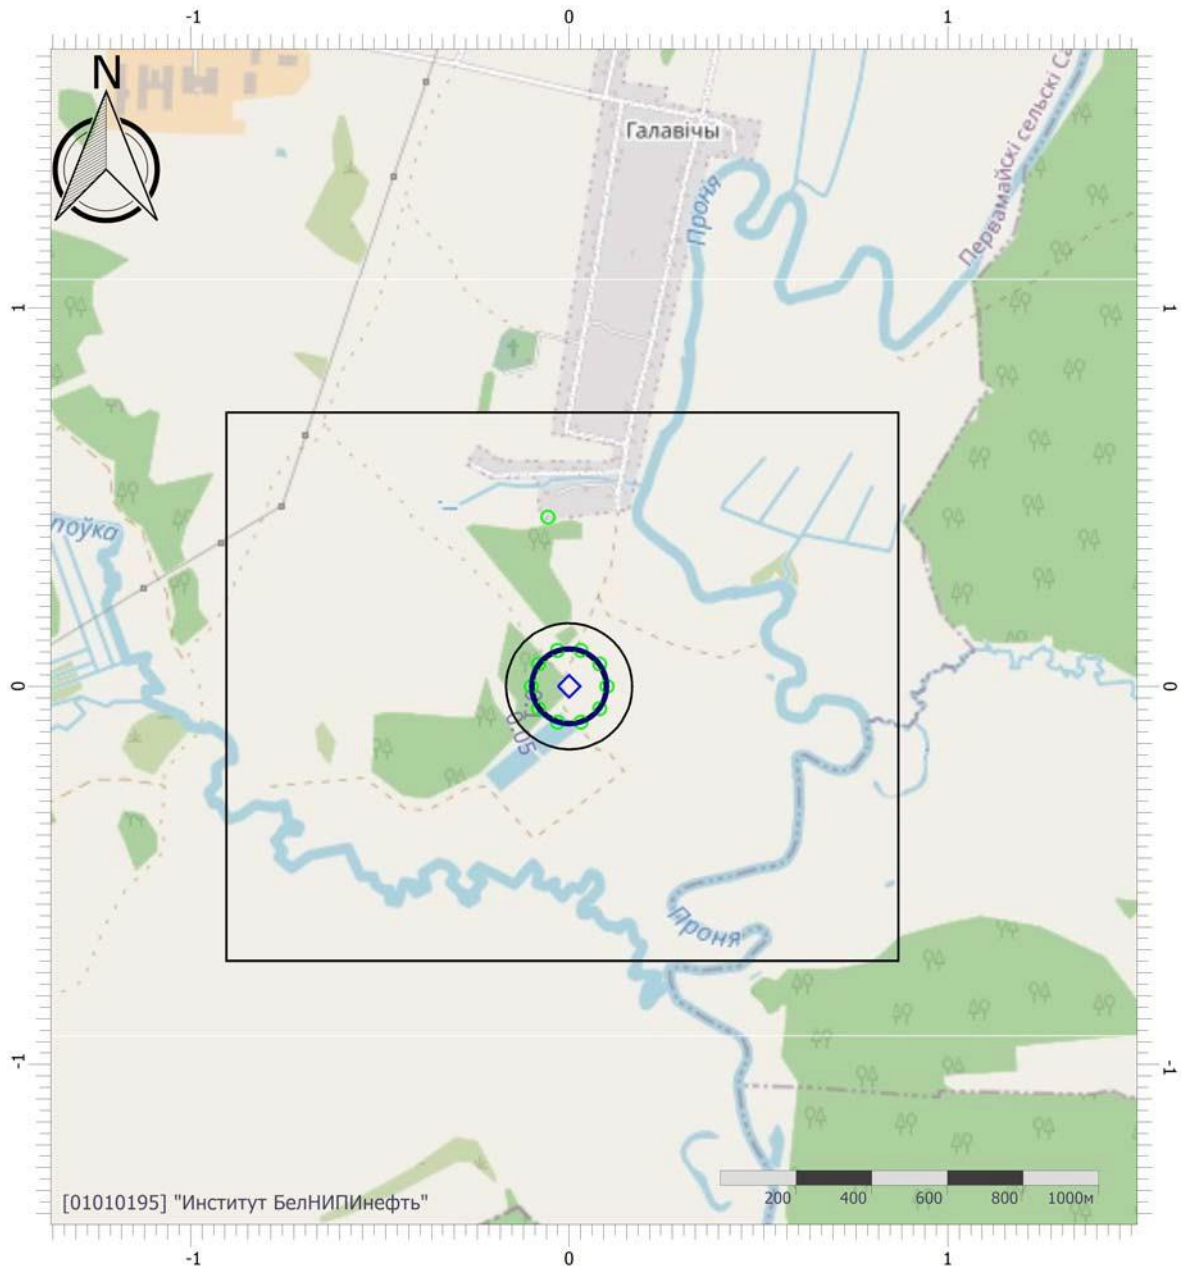 -1 0 1
N
Галавічы
Проня
Первамайскі сельскі Са
1 1
поўка
0 0
0.05
Проня
-1 -1
200 400 600 800 1000м
[01010195] "Институт БелНИПИнефть"
-1 0 1